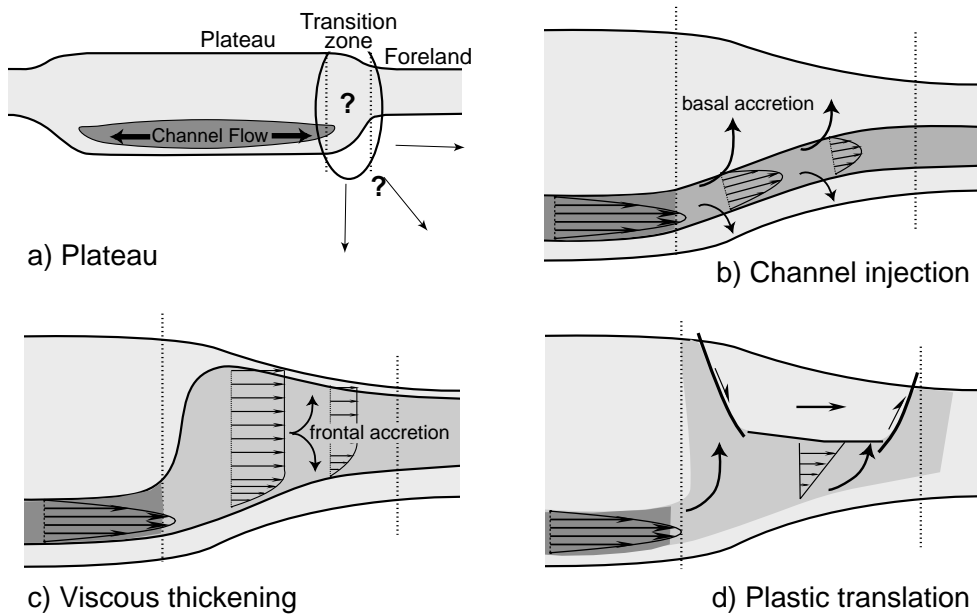 Transition
zone
Plateau
Foreland
?
Channel Flow
?
a) Plateau
basal accretion
b) Channel injection
frontal accretion
c) Viscous thickening
d) Plastic translation